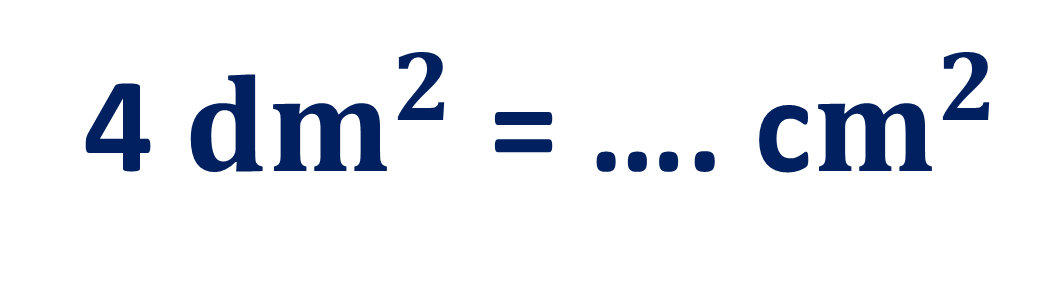 4 dm² = .... cm²